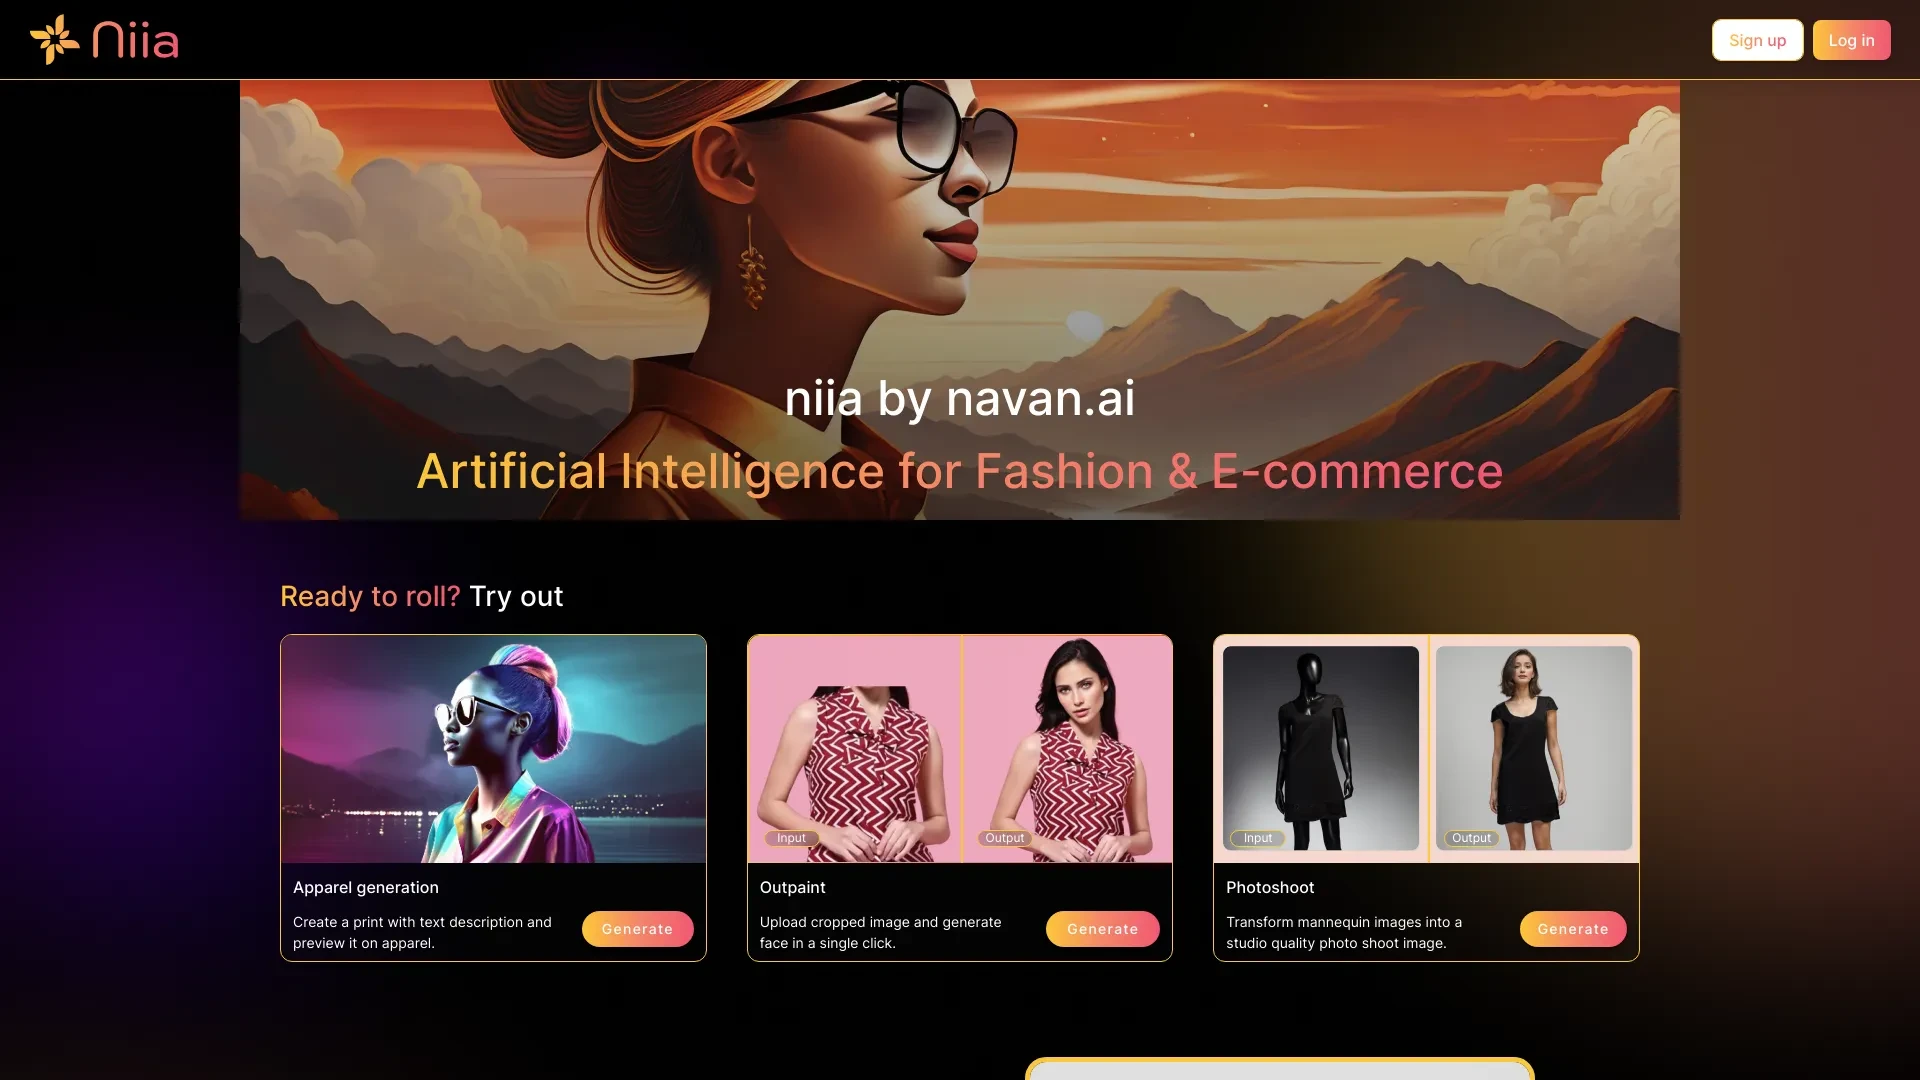 Niia
Sign up
Log in
niia by navan.ai
Artificial Intelligence for Fashion & E-commerce
Ready to roll? Try out
Input
Output
Input
Output
Apparel generation
Create a print with text description and
preview it on apparel.
Generate
Outpaint
Upload cropped image and generate
face in a single click.
Generate
Photoshoot
Transform mannequin images into a
studio quality photo shoot image.
Generate